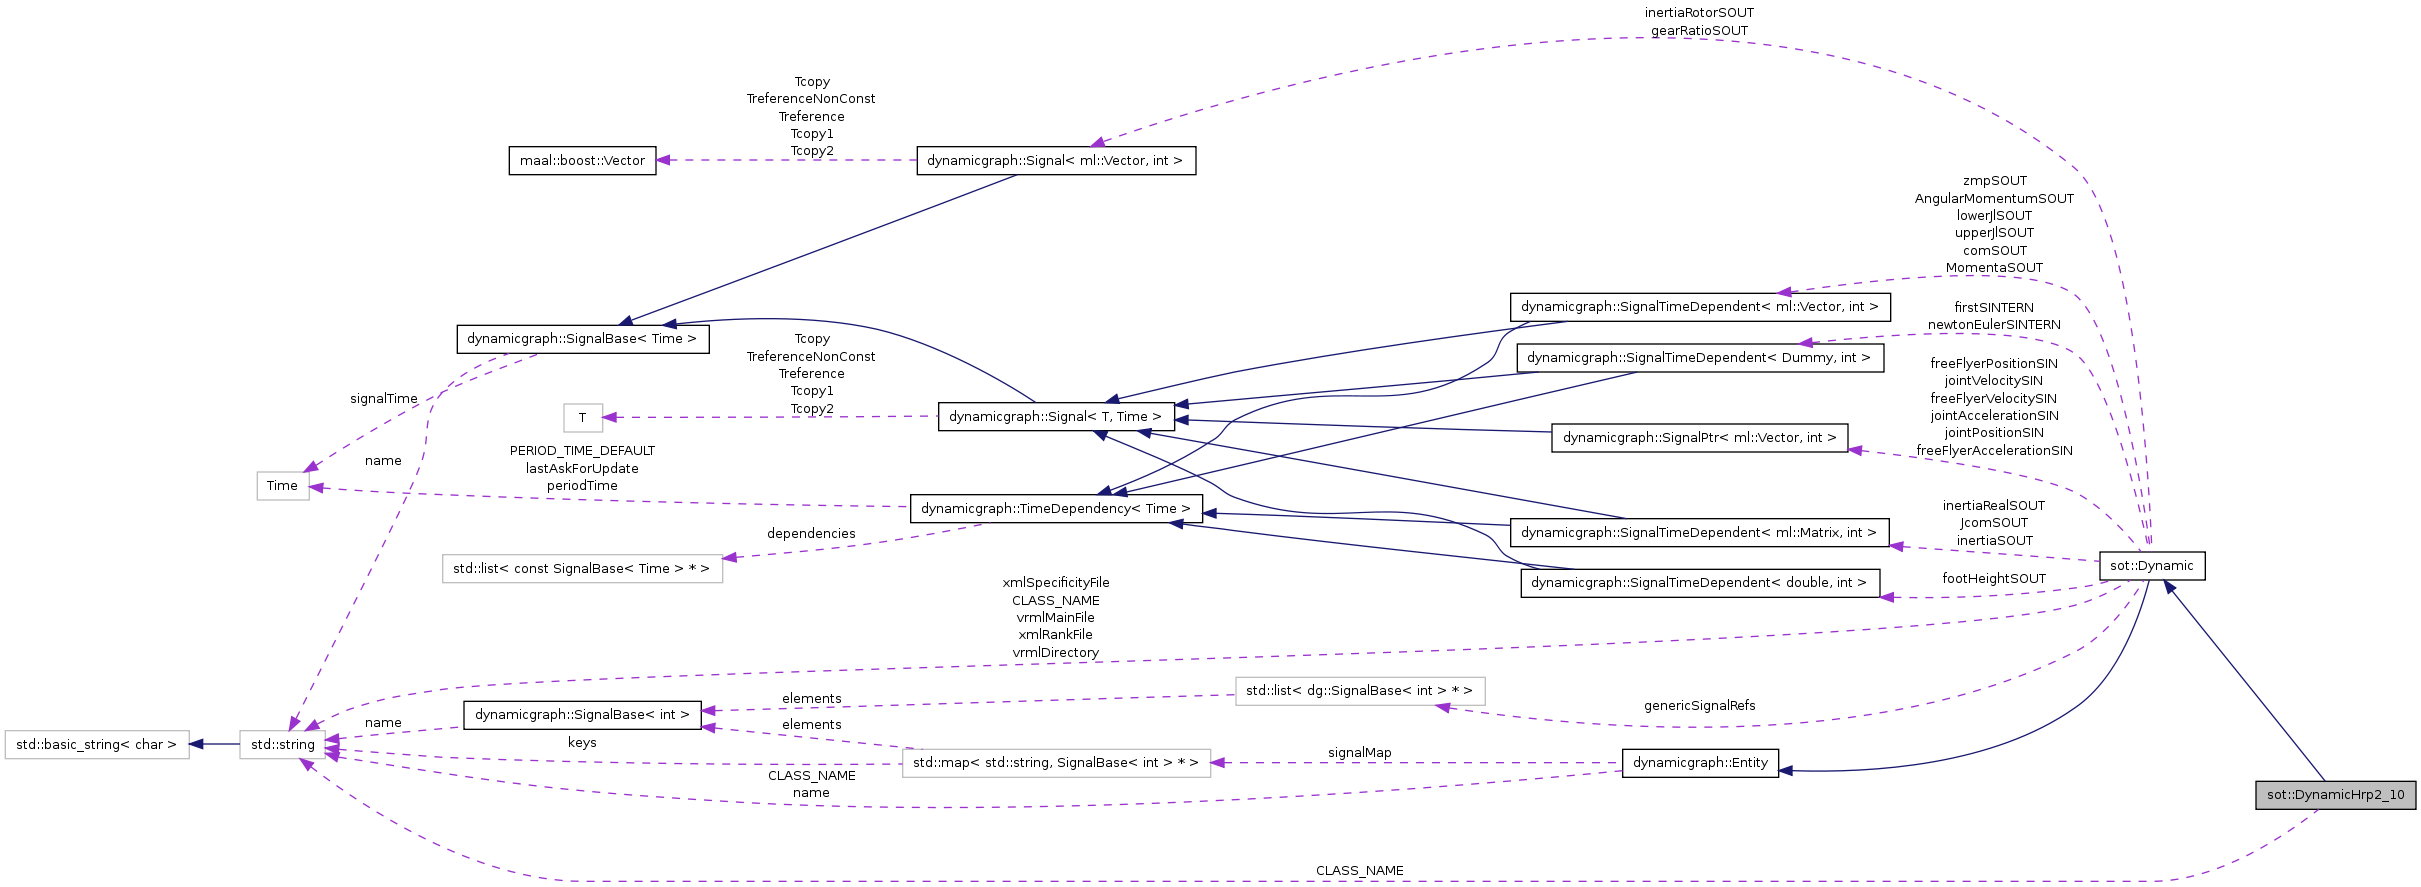 inertiaRotorSOUT
gearRatioSOUT
Tcopy
TreferenceNonConst
Treference
Tcopy1
Tcopy2
maal::boost::Vector
dynamicgraph::Signal< ml::Vector, int >
zmpSOUT
AngularMomentumSOUT
lowerJlSOUT
upperJlSOUT
comSOUT
MomentaSOUT
dynamicgraph::SignalTimeDependent< ml::Vector, int >
firstSINTERN
newtonEulerSINTERN
dynamicgraph::SignalBase< Time >
Tcopy
TreferenceNonConst
Treference
Tcopy1
Tcopy2
dynamicgraph::SignalTimeDependent< Dummy, int >
freeFlyerPositionSIN
jointVelocitySIN
freeFlyerVelocitySIN
jointAccelerationSIN
jointPositionSIN
freeFlyerAccelerationSIN
signalTime
T
dynamicgraph::Signal< T, Time >
dynamicgraph::SignalPtr< ml::Vector, int >
name
PERIOD_TIME_DEFAULT
lastAskForUpdate
periodTime
Time
dynamicgraph::TimeDependency< Time >
inertiaRealSOUT
JcomSOUT
inertiaSOUT
dependencies
dynamicgraph::SignalTimeDependent< ml::Matrix, int >
std::list< const SignalBase< Time > * >
sot::Dynamic
dynamicgraph::SignalTimeDependent< double, int >
footHeightSOUT
xmlSpecificityFile
CLASS_NAME
vrmlMainFile
xmlRankFile
vrmlDirectory
std::list< dg::SignalBase< int > * >
elements
genericSignalRefs
dynamicgraph::SignalBase< int >
name
elements
std::basic_string< char >
std::string
keys
signalMap
std::map< std::string, SignalBase< int > * >
dynamicgraph::Entity
CLASS_NAME
name
sot::DynamicHrp2_10
CLASS_NAME